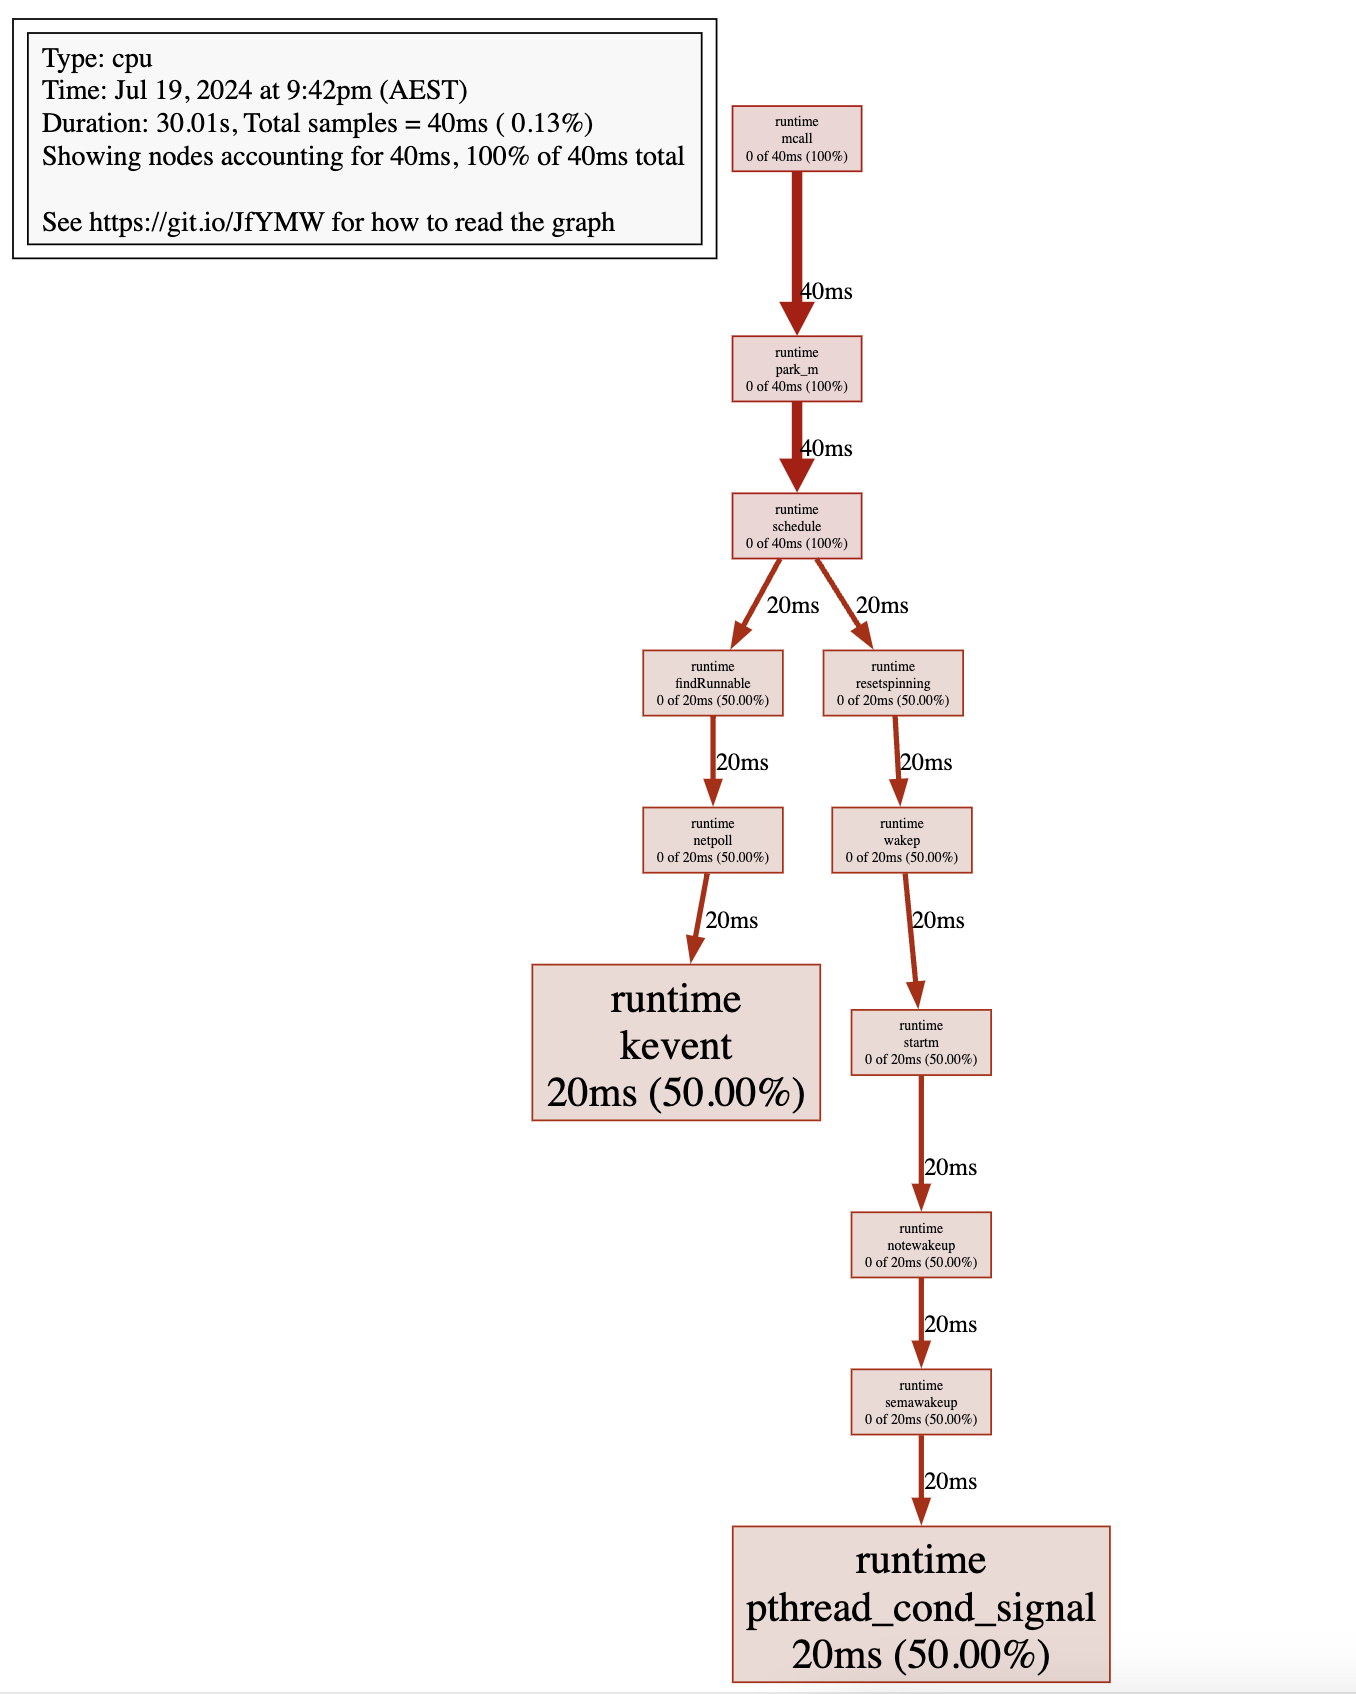 Type: cpu
Time: Jul 19, 2024 at 9:42pm (AEST)
Duration: 30.01s, Total samples = 40ms ( 0.13%)
Showing nodes accounting for 40ms, 100% of 40ms total
See https://git.io/JfYMW for how to read the graph
runtime
mcall
0 of 40ms (100%)
40ms
runtime
park_m
0 of 40ms (100%)
40ms
runtime
schedule
0 of 40ms (100%)
20ms
20ms
runtime
findRunnable
0 of 20ms (50.00%)
runtime
resetspinning
0 of 20ms (50.00%)
20ms
20ms
runtime
netpoll
0 of 20ms (50.00%)
runtime
wakep
0 of 20ms (50.00%)
20ms
20ms
runtime
kevent
20ms (50.00%)
runtime
startm
0 of 20ms (50.00%)
20ms
runtime
notewakeup
0 of 20ms (50.00%)
20ms
runtime
semawakeup
0 of 20ms (50.00%)
20ms
runtime
pthread_cond_signal
20ms (50.00%)